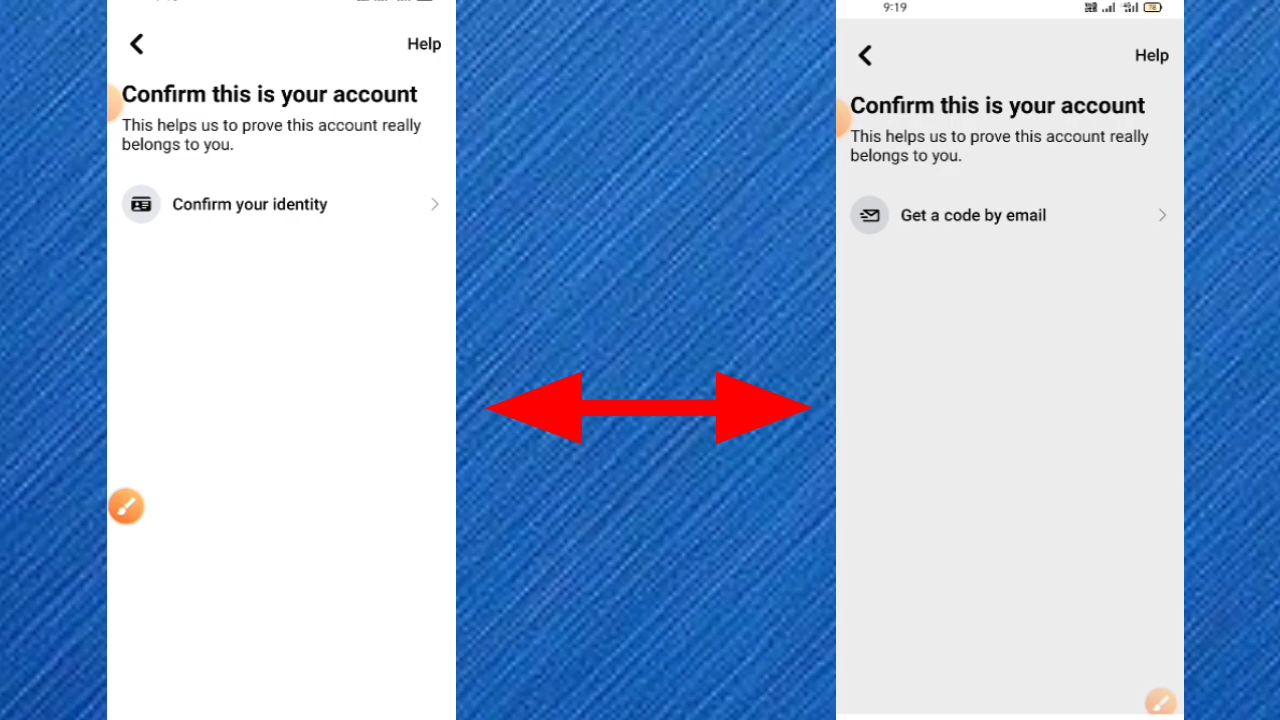 Help
Confirm this is your account
This helps us to prove this account really
belongs to you.
Confirm your identity
9:19
78
Help
Confirm this is your account
This helps us to prove this account really
belongs to you.
Get a code by email